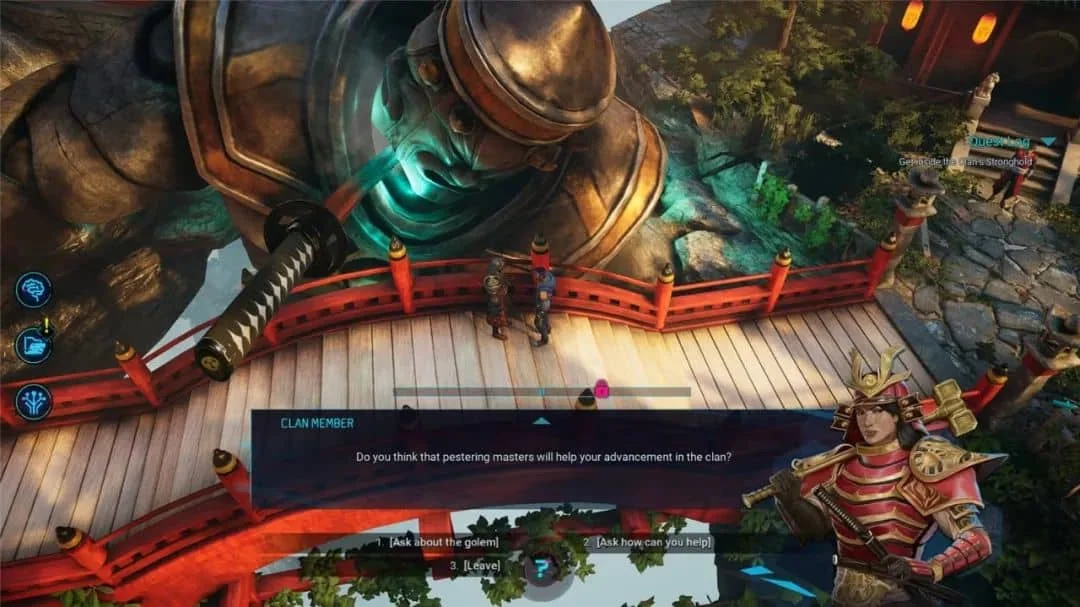 Quest Log
Get inside the Clan's Stronghold
CLAN MEMBER
Do you think that pestering masters will help your advancement in the clan?
1. [Ask about the golem]
2. [Ask how can you help]
3. [Leave]
?